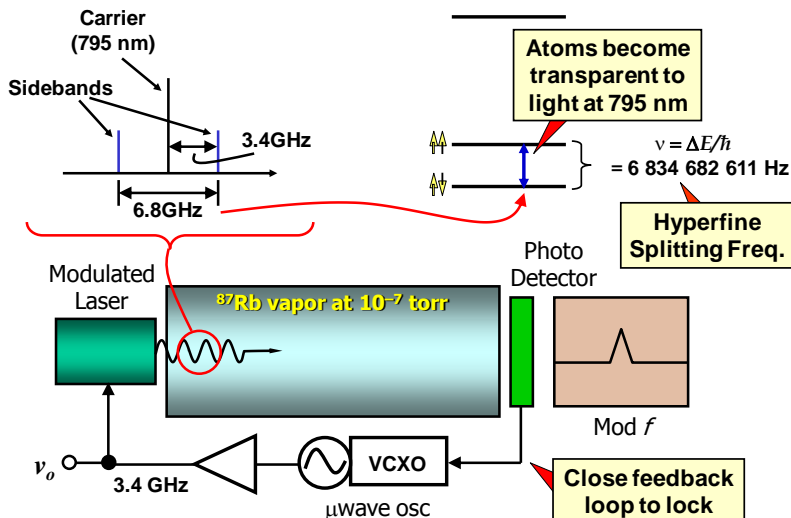 Carrier
(795 nm)
Sidebands
3.4GHz
6.8GHz
Atoms become
transparent to
light at 795 nm
ν = ΔE/ħ
= 6 834 682 611 Hz
Hyperfine
Splitting Freq.
Modulated
Laser
⁸⁷Rb vapor at 10⁻⁷ torr
Photo
Detector
Mod f
vₒ
3.4 GHz
VCXO
μwave osc
Close feedback
loop to lock